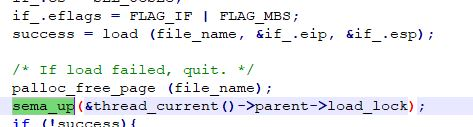 if_.eflags = FLAG_IF | FLAG_MBS;
success = load (file_name, &if_.eip, &if_.esp);
/* If load failed, quit. */
palloc_free_page (file_name);
sema_up(&thread_current()->parent->load_lock);
if (!success){